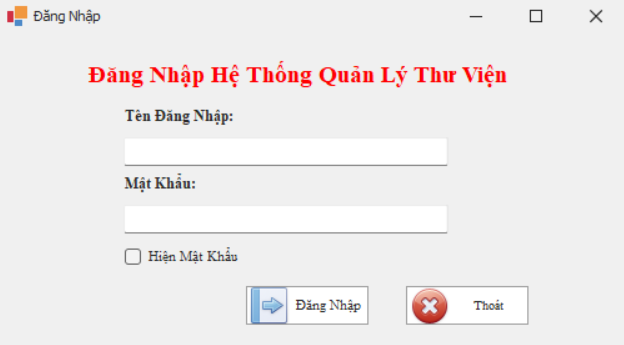 Đăng Nhập
Đăng Nhập Hệ Thống Quản Lý Thư Viện
Tên Đăng Nhập:
Mật Khẩu:
Hiện Mật Khẩu
Đăng Nhập
Thoát